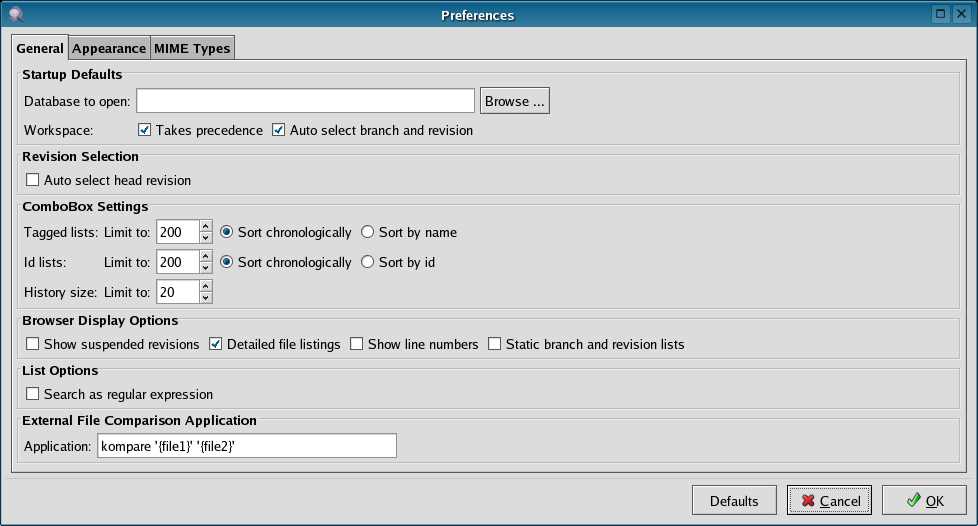 Preferences
General Appearance MIME Types
Startup Defaults
Database to open: Browse ...
Workspace: Takes precedence Auto select branch and revision
Revision Selection
Auto select head revision
ComboBox Settings
Tagged lists: Limit to: 200 Sort chronologically Sort by name
Id lists: Limit to: 200 Sort chronologically Sort by id
History size: Limit to: 20
Browser Display Options
Show suspended revisions Detailed file listings Show line numbers Static branch and revision lists
List Options
Search as regular expression
External File Comparison Application
Application: kompare '{file1}' '{file2}'
Defaults Cancel OK